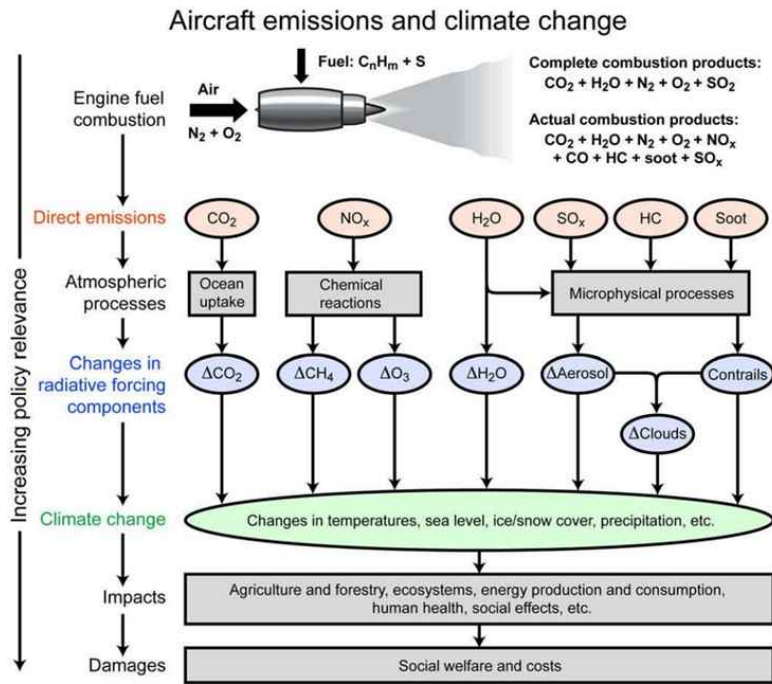 Aircraft emissions and climate change
Increasing policy relevance
Engine fuel
combustion
Air
N₂ + O₂
Fuel: CₙHₘ + S
Complete combustion products:
CO₂ + H₂O + N₂ + O₂ + SO₂
Actual combustion products:
CO₂ + H₂O + N₂ + O₂ + NOₓ
+ CO + HC + soot + SOₓ
Direct emissions
CO₂
NOₓ
H₂O
SOₓ
HC
Soot
Atmospheric
processes
Ocean
uptake
Chemical
reactions
Microphysical processes
Changes in
radiative forcing
components
ΔCO₂
ΔCH₄
ΔO₃
ΔH₂O
ΔAerosol
Contrails
ΔClouds
Climate change
Changes in temperatures, sea level, ice/snow cover, precipitation, etc.
Impacts
Agriculture and forestry, ecosystems, energy production and consumption,
human health, social effects, etc.
Damages
Social welfare and costs